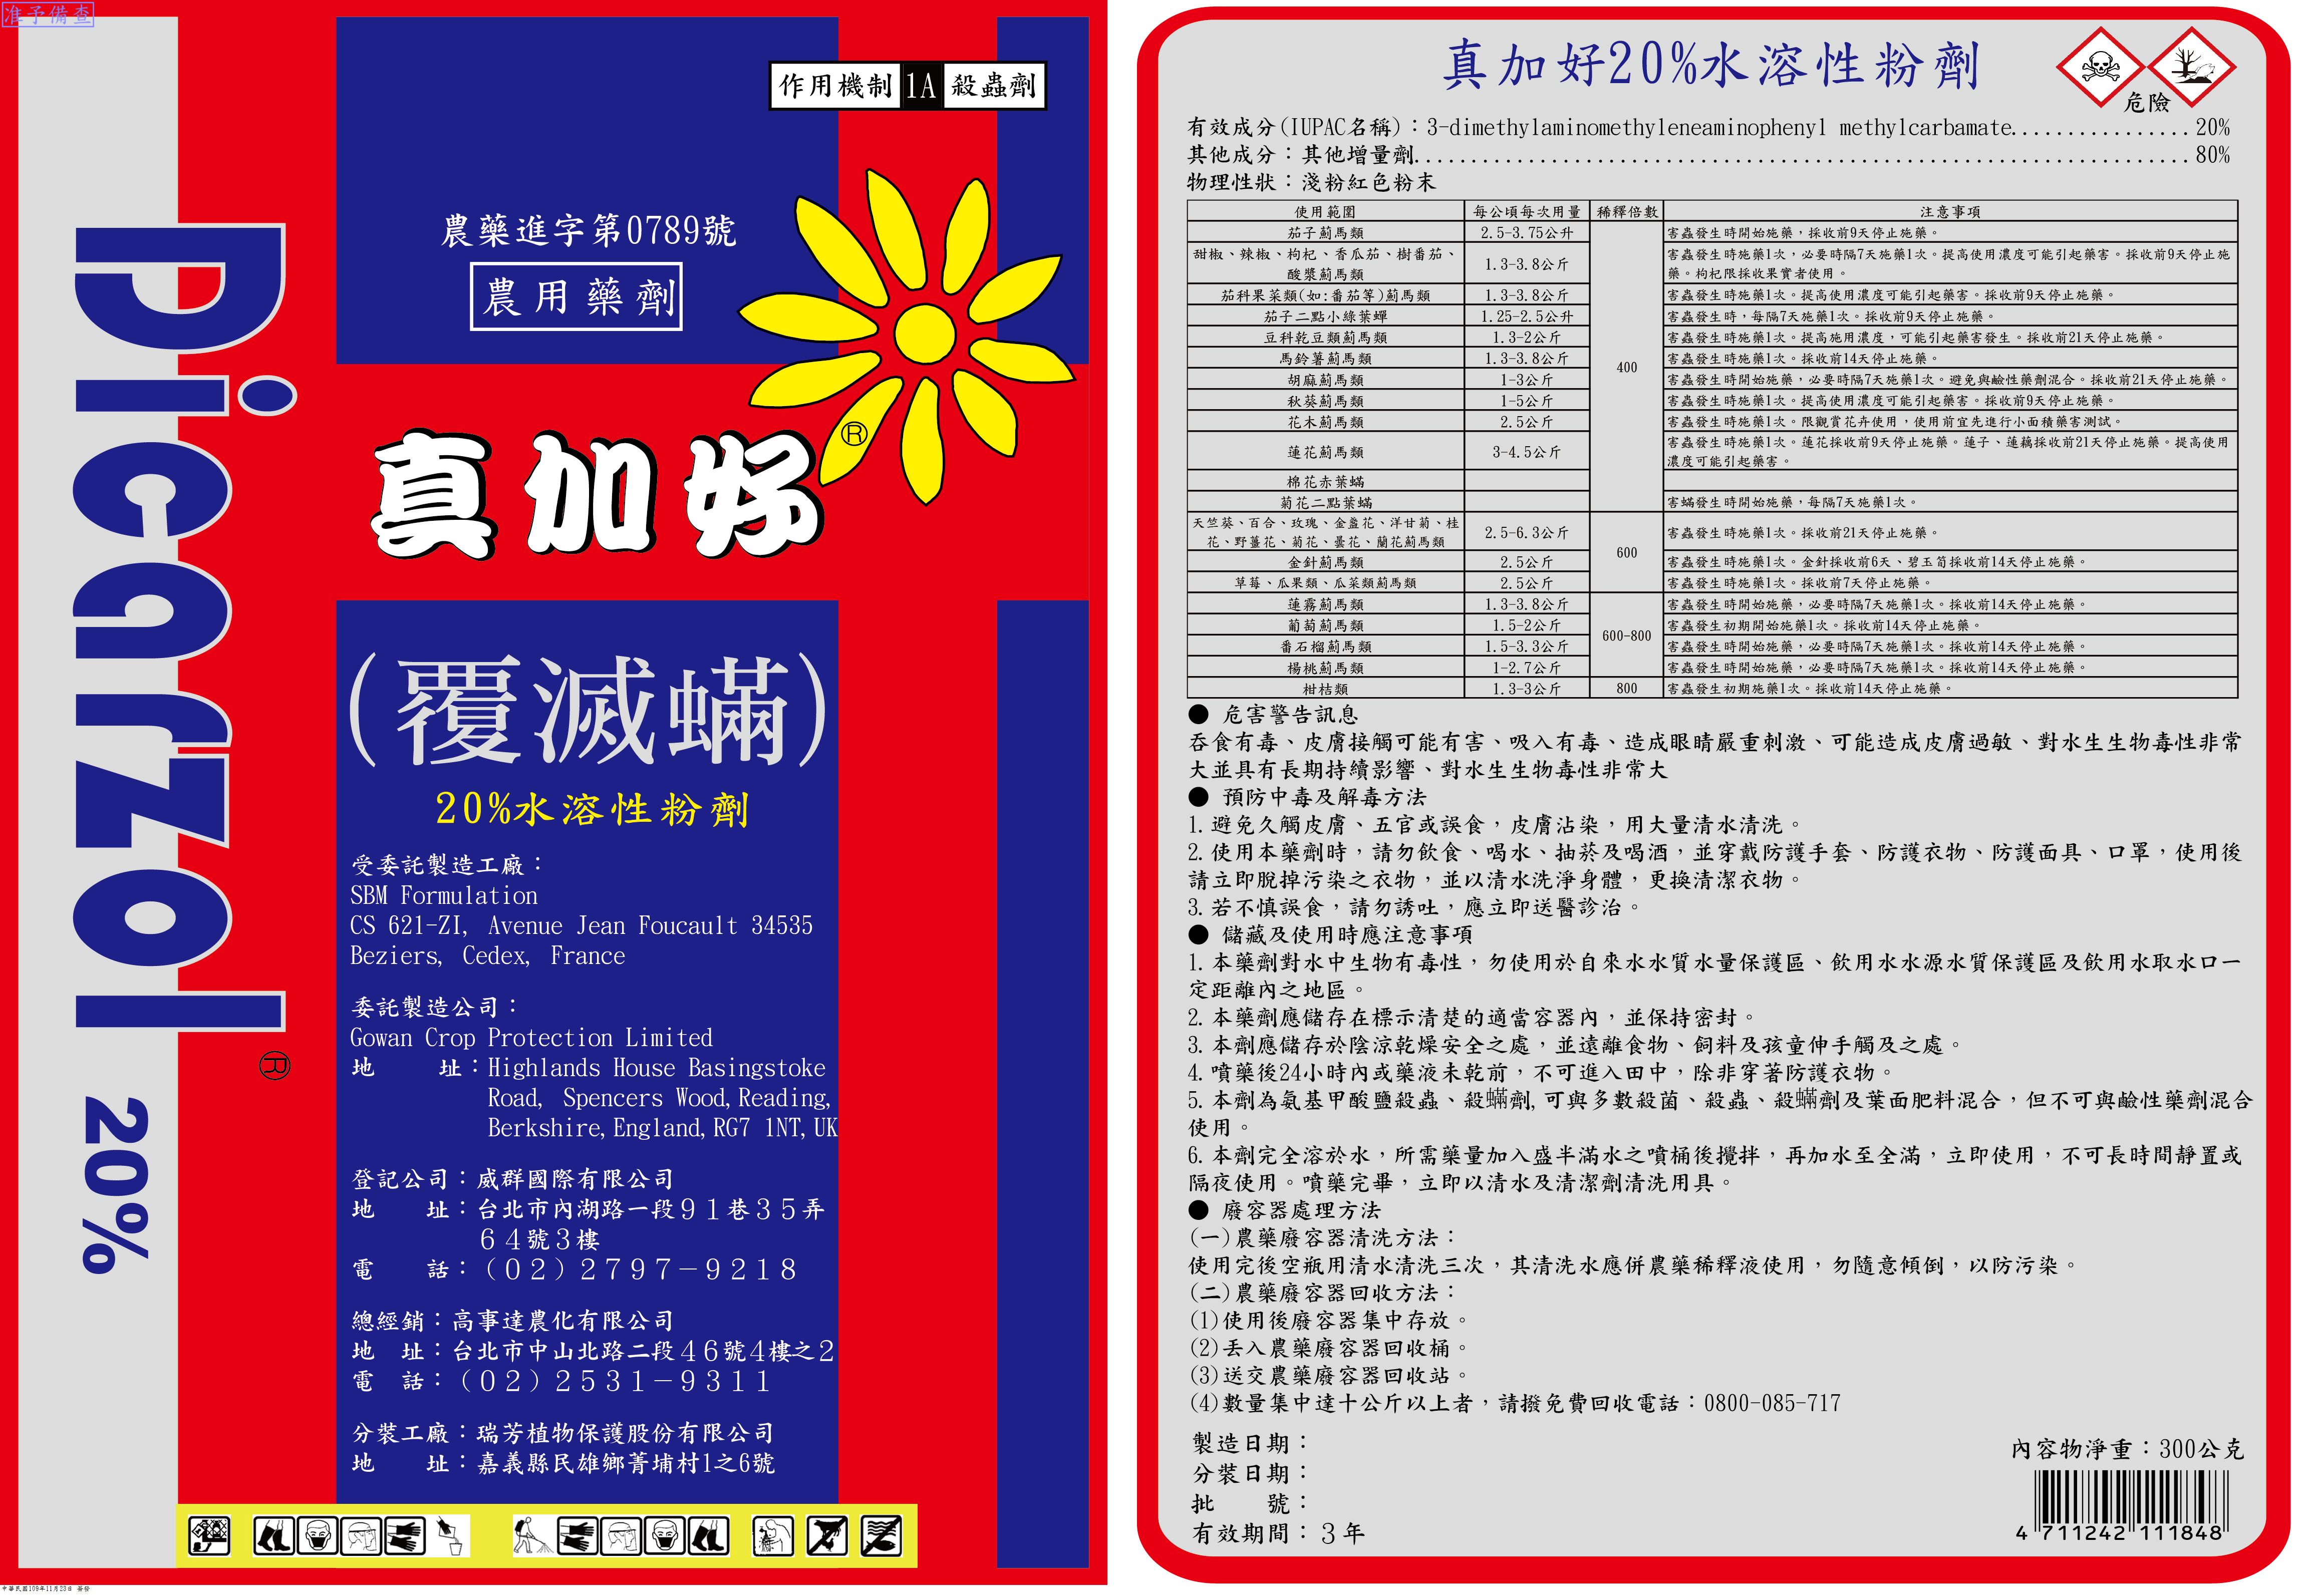 准予備查
作用機制 1A 殺蟲劑
農藥進字第0789號
農用藥劑
Dicarzol® 20%
真加好®
(覆滅蟎)
20%水溶性粉劑
受委託製造工廠：
SBM Formulation
CS 621-ZI, Avenue Jean Foucault 34535
Beziers, Cedex, France
委託製造公司：
Gowan Crop Protection Limited
地　　址：Highlands House Basingstoke
Road, Spencers Wood, Reading,
Berkshire, England, RG7 1NT, UK
登記公司：威群國際有限公司
地　　址：台北市內湖路一段９１巷３５弄
６４號３樓
電　　話：（０２）２７９７－９２１８
總經銷：高事達農化有限公司
地　址：台北市中山北路二段４６號４樓之２
電　話：（０２）２５３１－９３１１
分裝工廠：瑞芳植物保護股份有限公司
地　　址：嘉義縣民雄鄉菁埔村1之6號
中華民國109年11月23日 簽發
真加好20%水溶性粉劑
危險
有效成分(IUPAC名稱)：3-dimethylaminomethyleneaminophenyl methylcarbamate................20%
其他成分：其他增量劑......................................................................80%
物理性狀：淺粉紅色粉末
使用範圍 每公頃每次用量 稀釋倍數 注意事項
茄子薊馬類 2.5-3.75公升 400 害蟲發生時開始施藥，採收前9天停止施藥。
甜椒、辣椒、枸杞、香瓜茄、樹番茄、
酸漿薊馬類 1.3-3.8公斤 害蟲發生時施藥1次，必要時隔7天施藥1次。提高使用濃度可能引起藥害。採收前9天停止施
藥。枸杞限採收果實者使用。
茄科果菜類(如:番茄等)薊馬類 1.3-3.8公斤 害蟲發生時施藥1次。提高使用濃度可能引起藥害。採收前9天停止施藥。
茄子二點小綠葉蟬 1.25-2.5公升 害蟲發生時，每隔7天施藥1次。採收前9天停止施藥。
豆科乾豆類薊馬類 1.3-2公斤 害蟲發生時施藥1次。提高施用濃度，可能引起藥害發生。採收前21天停止施藥。
馬鈴薯薊馬類 1.3-3.8公斤 害蟲發生時施藥1次。採收前14天停止施藥。
胡麻薊馬類 1-3公斤 害蟲發生時開始施藥，必要時隔7天施藥1次。避免與鹼性藥劑混合。採收前21天停止施藥。
秋葵薊馬類 1-5公斤 害蟲發生時施藥1次。提高使用濃度可能引起藥害。採收前9天停止施藥。
花木薊馬類 2.5公斤 害蟲發生時施藥1次。限觀賞花卉使用，使用前宜先進行小面積藥害測試。
蓮花薊馬類 3-4.5公斤 害蟲發生時施藥1次。蓮花採收前9天停止施藥。蓮子、蓮藕採收前21天停止施藥。提高使用
濃度可能引起藥害。
棉花赤葉蟎
菊花二點葉蟎 害蟎發生時開始施藥，每隔7天施藥1次。
天竺葵、百合、玫瑰、金盞花、洋甘菊、桂
花、野薑花、菊花、曇花、蘭花薊馬類 2.5-6.3公斤 600 害蟲發生時施藥1次。採收前21天停止施藥。
金針薊馬類 2.5公斤 害蟲發生時施藥1次。金針採收前6天、碧玉筍採收前14天停止施藥。
草莓、瓜果類、瓜菜類薊馬類 2.5公斤 害蟲發生時施藥1次。採收前7天停止施藥。
蓮霧薊馬類 1.3-3.8公斤 600-800 害蟲發生時開始施藥，必要時隔7天施藥1次。採收前14天停止施藥。
葡萄薊馬類 1.5-2公斤 害蟲發生初期開始施藥1次。採收前14天停止施藥。
番石榴薊馬類 1.5-3.3公斤 害蟲發生時開始施藥，必要時隔7天施藥1次。採收前14天停止施藥。
楊桃薊馬類 1-2.7公斤 害蟲發生時開始施藥，必要時隔7天施藥1次。採收前14天停止施藥。
柑桔類 1.3-3公斤 800 害蟲發生初期施藥1次。採收前14天停止施藥。
● 危害警告訊息
吞食有毒、皮膚接觸可能有害、吸入有毒、造成眼睛嚴重刺激、可能造成皮膚過敏、對水生生物毒性非常
大並具有長期持續影響、對水生生物毒性非常大
● 預防中毒及解毒方法
1. 避免久觸皮膚、五官或誤食，皮膚沾染，用大量清水清洗。
2. 使用本藥劑時，請勿飲食、喝水、抽菸及喝酒，並穿戴防護手套、防護衣物、防護面具、口罩，使用後
請立即脫掉污染之衣物，並以清水洗淨身體，更換清潔衣物。
3. 若不慎誤食，請勿誘吐，應立即送醫診治。
● 儲藏及使用時應注意事項
1. 本藥劑對水中生物有毒性，勿使用於自來水水質水量保護區、飲用水水源水質保護區及飲用水取水口一
定距離內之地區。
2. 本藥劑應儲存在標示清楚的適當容器內，並保持密封。
3. 本劑應儲存於陰涼乾燥安全之處，並遠離食物、飼料及孩童伸手觸及之處。
4. 噴藥後24小時內或藥液未乾前，不可進入田中，除非穿著防護衣物。
5. 本劑為氨基甲酸鹽殺蟲、殺蟎劑,可與多數殺菌、殺蟲、殺蟎劑及葉面肥料混合，但不可與鹼性藥劑混合
使用。
6. 本劑完全溶於水，所需藥量加入盛半滿水之噴桶後攪拌，再加水至全滿，立即使用，不可長時間靜置或
隔夜使用。噴藥完畢，立即以清水及清潔劑清洗用具。
● 廢容器處理方法
(一)農藥廢容器清洗方法：
使用完後空瓶用清水清洗三次，其清洗水應併農藥稀釋液使用，勿隨意傾倒，以防污染。
(二)農藥廢容器回收方法：
(1)使用後廢容器集中存放。
(2)丟入農藥廢容器回收桶。
(3)送交農藥廢容器回收站。
(4)數量集中達十公斤以上者，請撥免費回收電話：0800-085-717
製造日期：
分裝日期：
批　　號：
有效期間：３年
內容物淨重：300公克
4 711242 111848